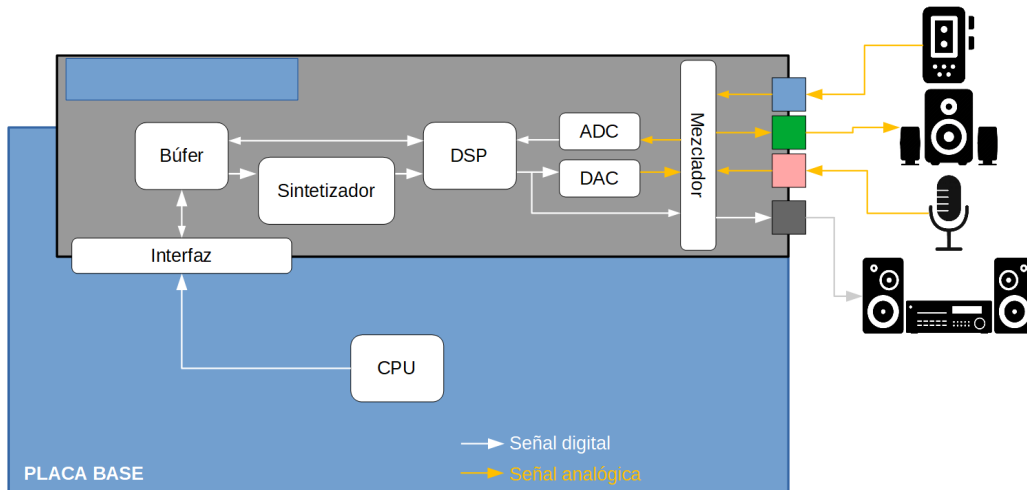 Búfer
Sintetizador
DSP
ADC
DAC
Mezclador
Interfaz
CPU
Señal digital
Señal analógica
PLACA BASE